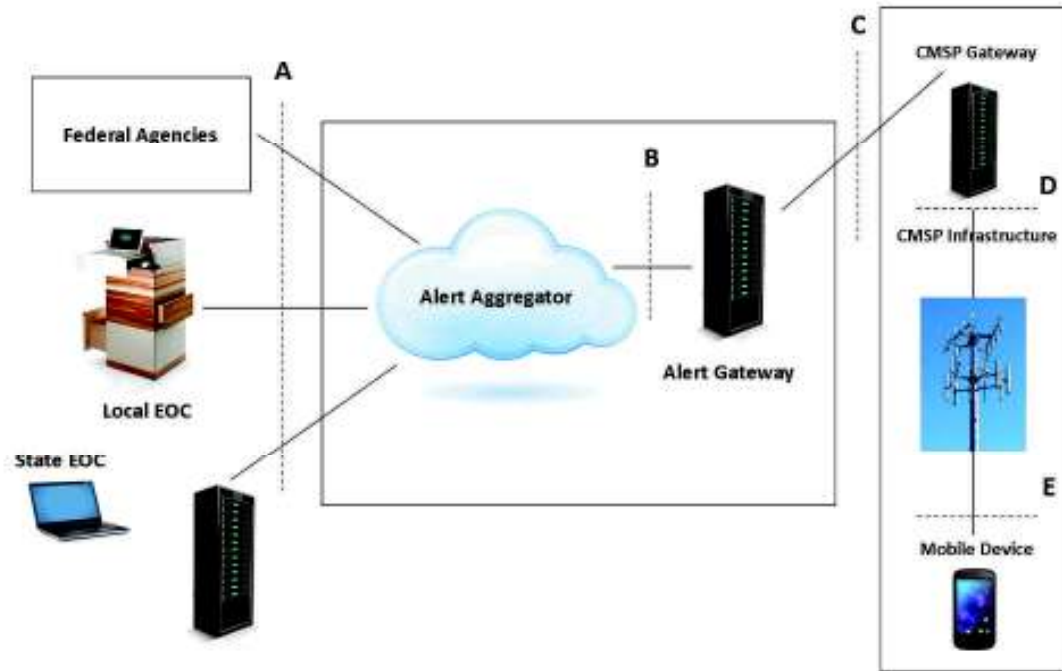 A
Federal Agencies
Local EOC
State EOC
Alert Aggregator
B
Alert Gateway
C
CMSP Gateway
D
CMSP Infrastructure
E
Mobile Device